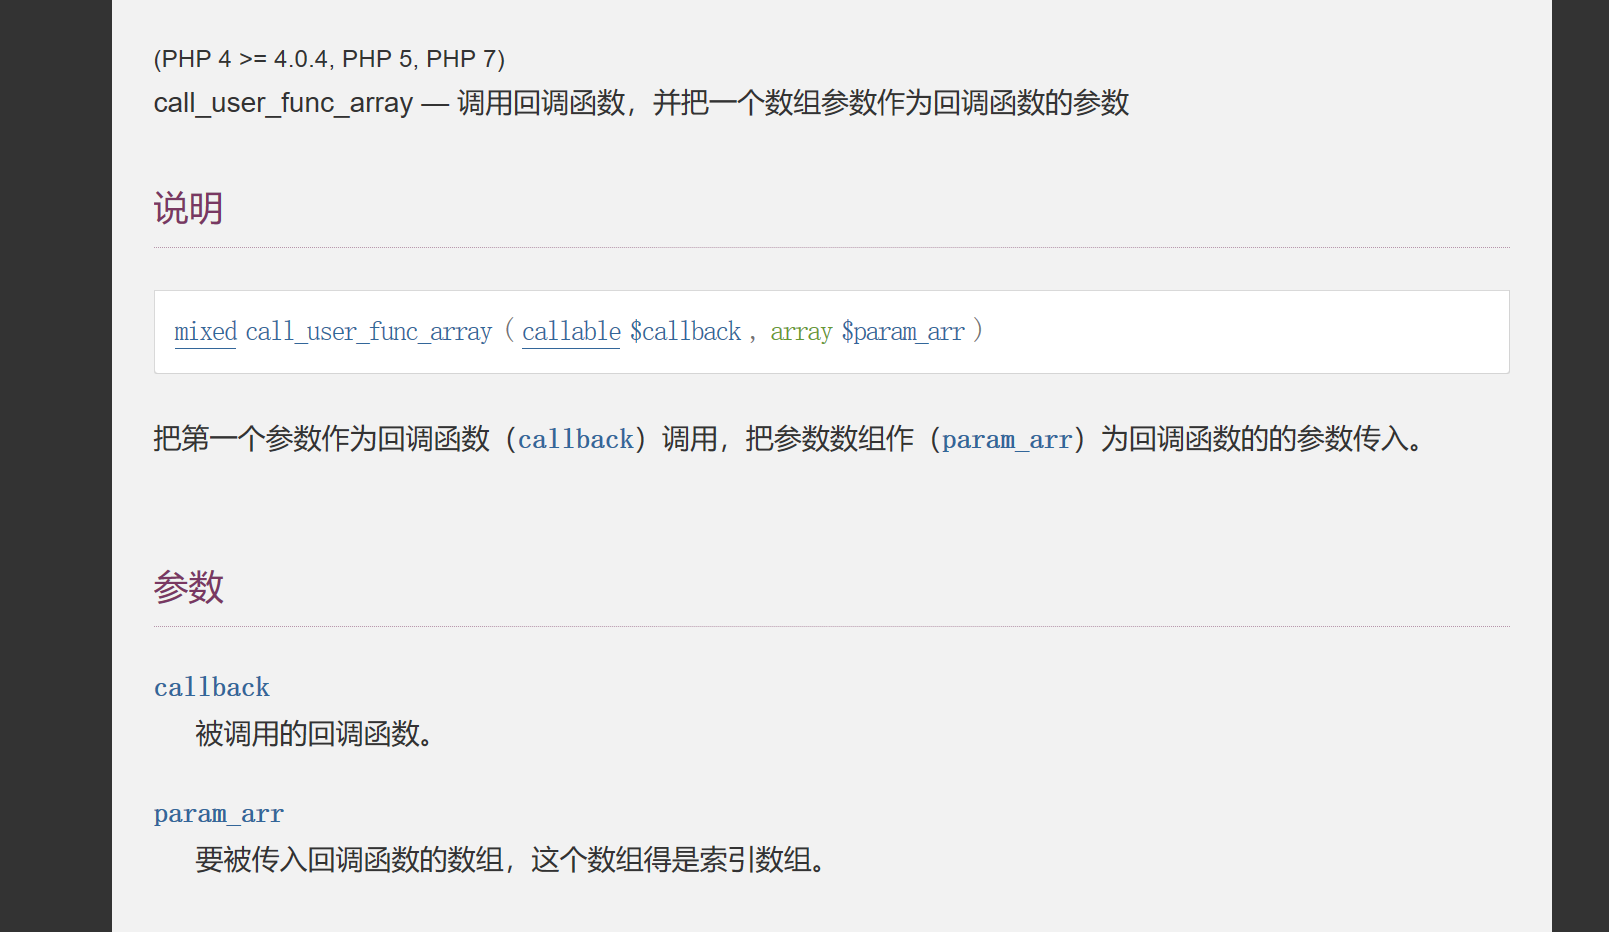 (PHP 4 >= 4.0.4, PHP 5, PHP 7)
call_user_func_array — 调用回调函数，并把一个数组参数作为回调函数的参数
说明
mixed call_user_func_array ( callable $callback , array $param_arr )
把第一个参数作为回调函数（callback）调用，把参数数组作（param_arr）为回调函数的的参数传入。
参数
callback
被调用的回调函数。
param_arr
要被传入回调函数的数组，这个数组得是索引数组。